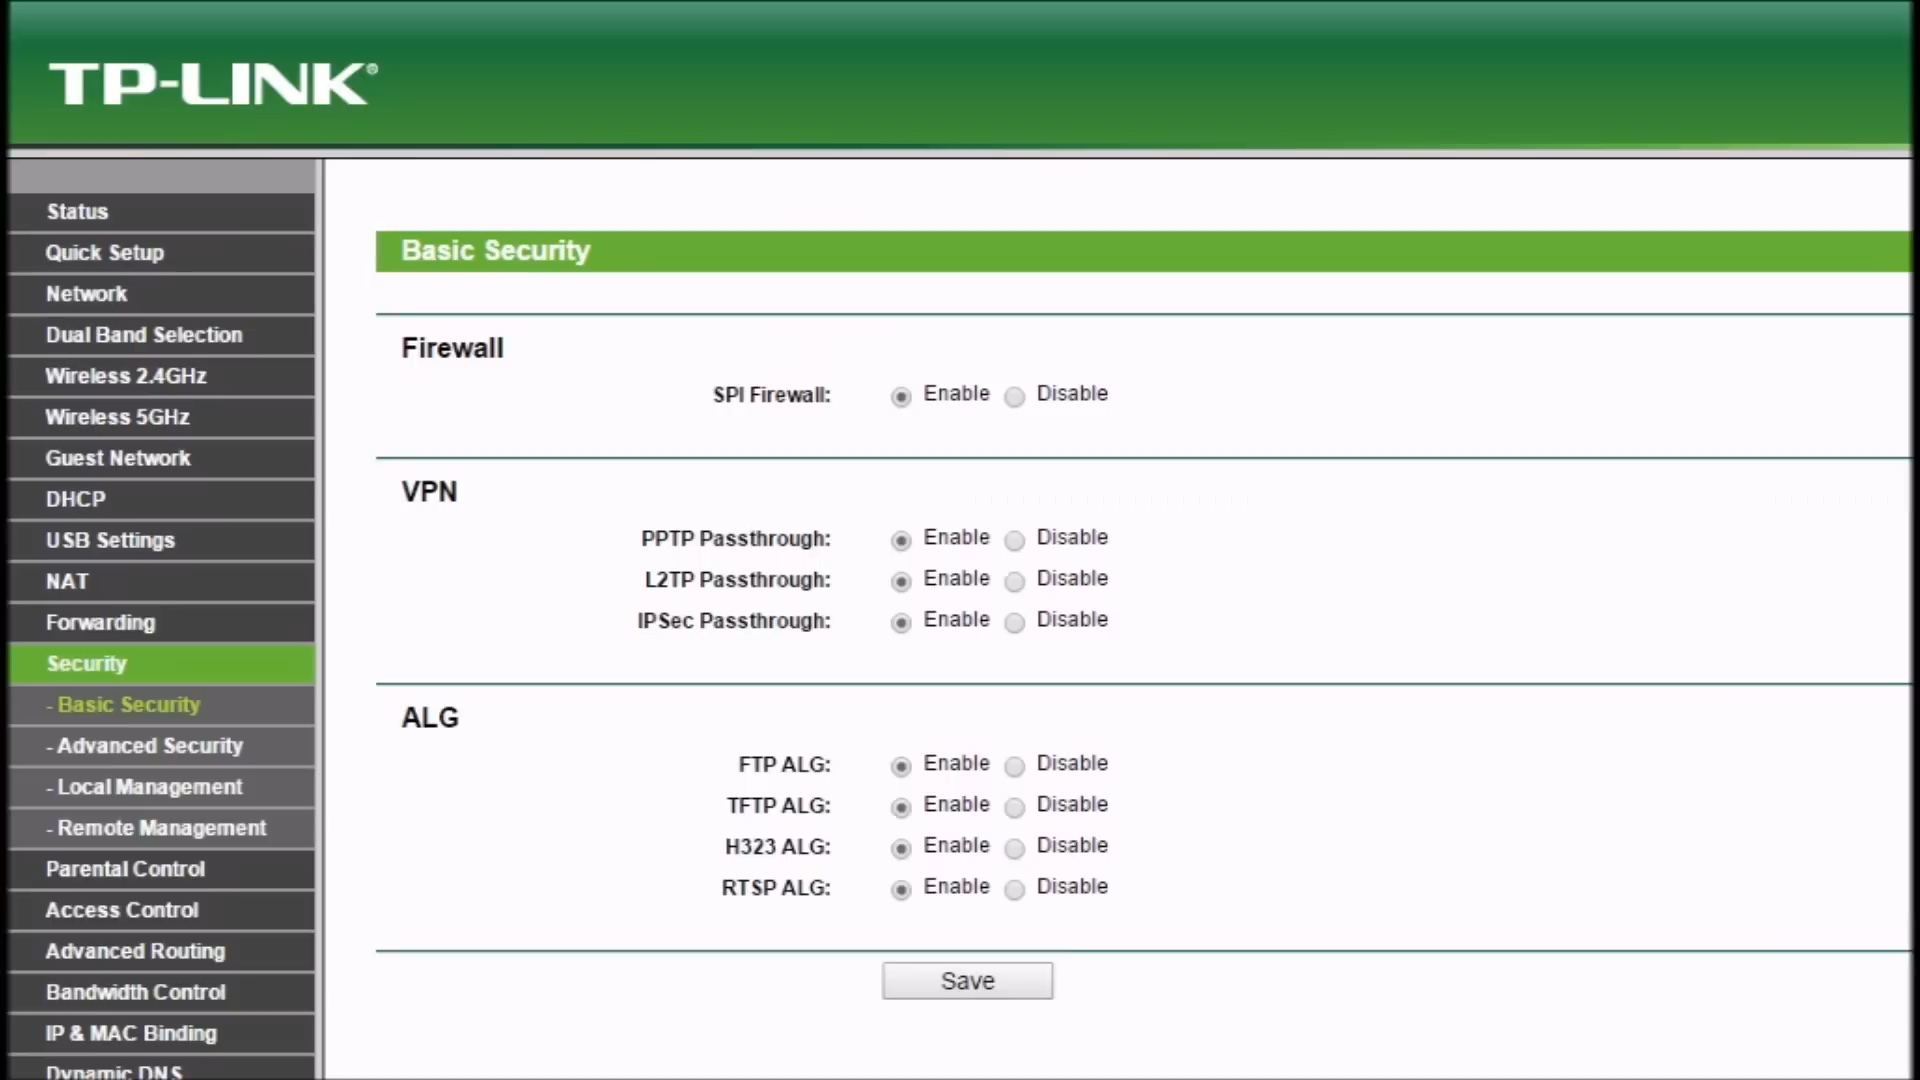 TP-LINK®
Status
Quick Setup
Network
Dual Band Selection
Wireless 2.4GHz
Wireless 5GHz
Guest Network
DHCP
USB Settings
NAT
Forwarding
Security
- Basic Security
- Advanced Security
- Local Management
- Remote Management
Parental Control
Access Control
Advanced Routing
Bandwidth Control
IP & MAC Binding
Dynamic DNS
Basic Security
Firewall
SPI Firewall: Enable Disable
VPN
PPTP Passthrough: Enable Disable
L2TP Passthrough: Enable Disable
IPSec Passthrough: Enable Disable
ALG
FTP ALG: Enable Disable
TFTP ALG: Enable Disable
H323 ALG: Enable Disable
RTSP ALG: Enable Disable
Save